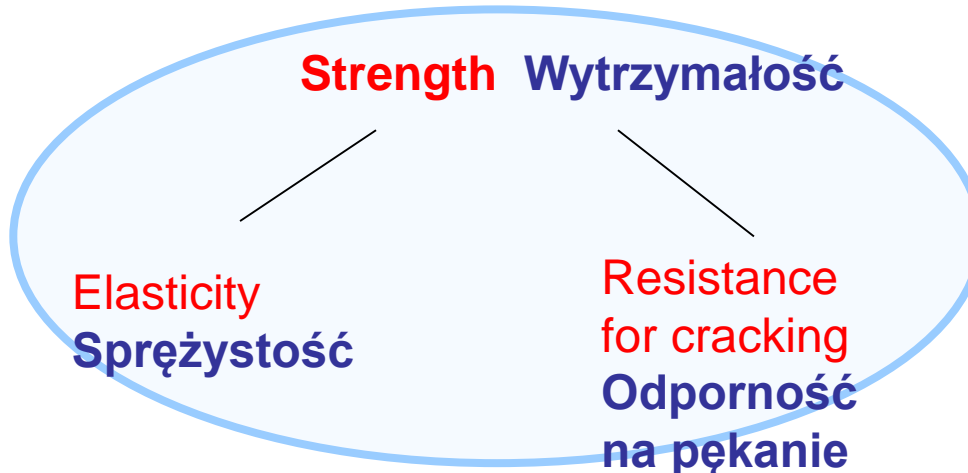 Strength Wytrzymałość
Elasticity
Sprężystość
Resistance
for cracking
Odporność
na pękanie